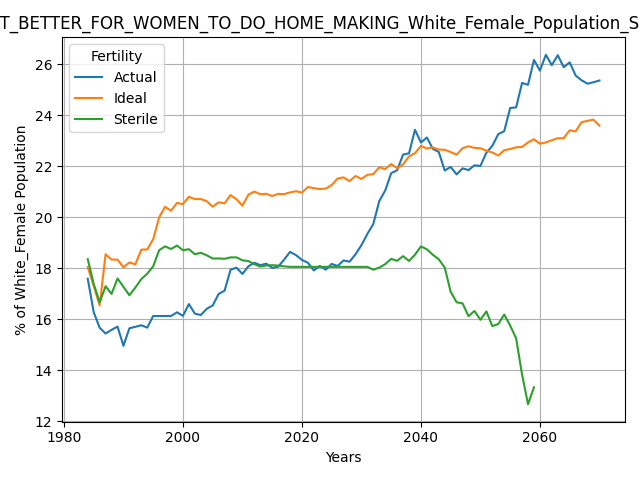 T_BETTER_FOR_WOMEN_TO_DO_HOME_MAKING_White_Female_Population_S
Fertility
Actual
Ideal
Sterile
% of White_Female Population
26
24
22
20
18
16
14
12
1980 2000 2020 2040 2060
Years